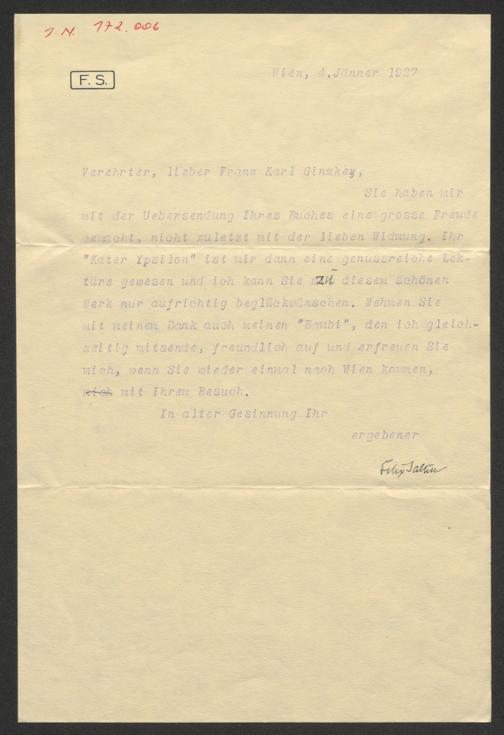 J.N. 172.006
F. S.
Wien, 4.Jänner 1927
Verehrter, lieber Franz Karl Ginzkey,
Sie haben mir
mit der Uebersendung Ihres Buches eine grosse Freude
gemacht, nicht zuletzt mit der lieben Widmung. Ihr
"Kater Ypsilon" ist mir dann eine genussreiche Lek-
türe gewesen und ich kann Sie zu diesem schönen
Werk nur aufrichtig beglückwünschen. Nehmen Sie
mit meinem Dank auch meinen "Bambi", den ich gleich-
zeitig mitsende, freundlich auf und erfreuen Sie
mich, wenn Sie wieder einmal nach Wien kommen,
mich mit Ihrem Besuch.
In alter Gesinnung Ihr
ergebener
Felix Salten